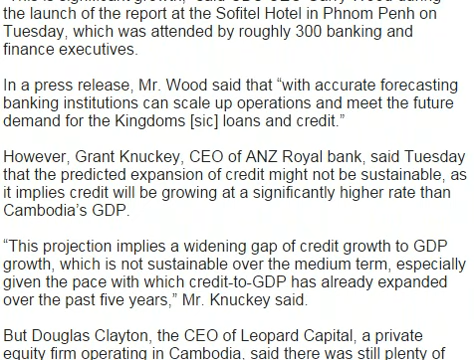 the launch of the report at the Sofitel Hotel in Phnom Penh on
Tuesday, which was attended by roughly 300 banking and
finance executives.
In a press release, Mr. Wood said that “with accurate forecasting
banking institutions can scale up operations and meet the future
demand for the Kingdoms [sic] loans and credit.”
However, Grant Knuckey, CEO of ANZ Royal bank, said Tuesday
that the predicted expansion of credit might not be sustainable, as
it implies credit will be growing at a significantly higher rate than
Cambodia’s GDP.
“This projection implies a widening gap of credit growth to GDP
growth, which is not sustainable over the medium term, especially
given the pace with which credit-to-GDP has already expanded
over the past five years,” Mr. Knuckey said.
But Douglas Clayton, the CEO of Leopard Capital, a private
equity firm operating in Cambodia, said there was still plenty of